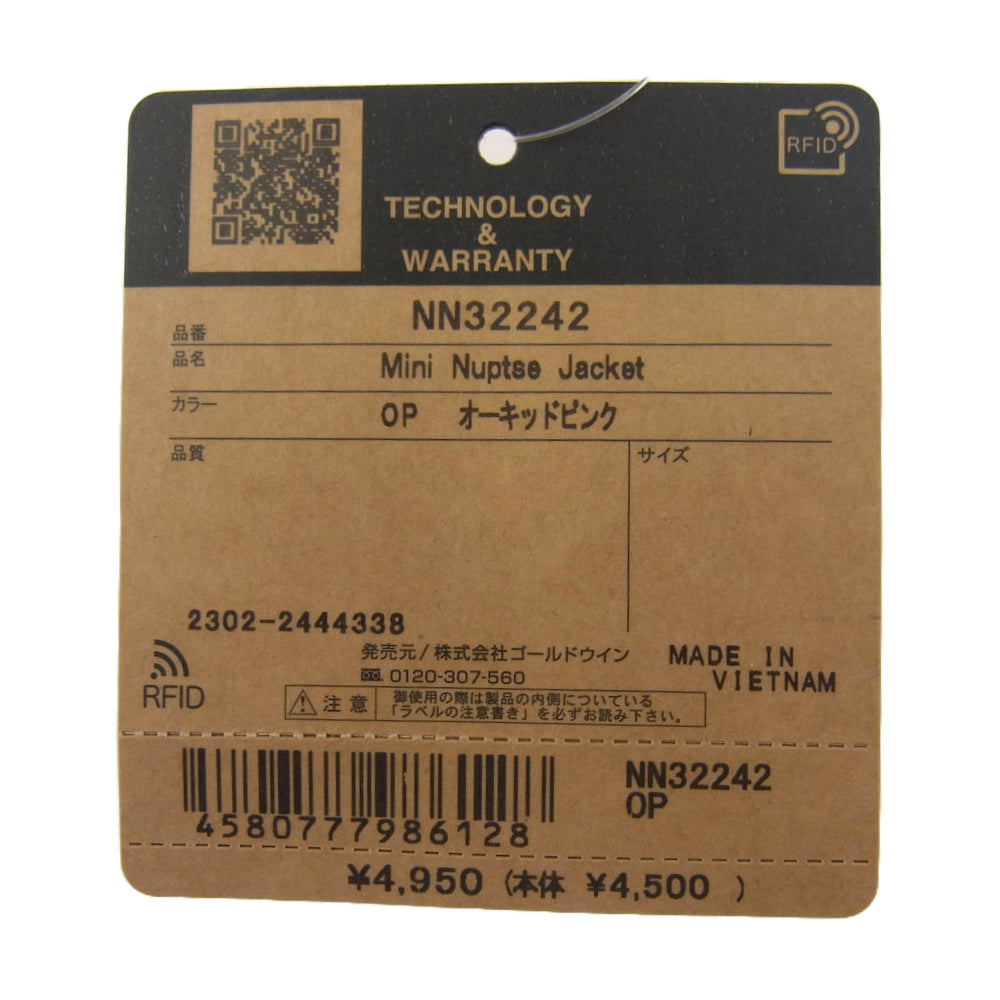 RFID
TECHNOLOGY
&
WARRANTY
品番 NN32242
品名 Mini Nuptse Jacket
カラー OP オーキッドピンク
品質 サイズ
2302-2444338
発売元/株式会社ゴールドウイン
0120-307-560
MADE IN
VIETNAM
RFID
注意
御使用の際は製品の内側についている
「ラベルの注意書き」を必ずお読み下さい。
4580777986128
NN32242
OP
¥4,950 (本体 ¥4,500 )